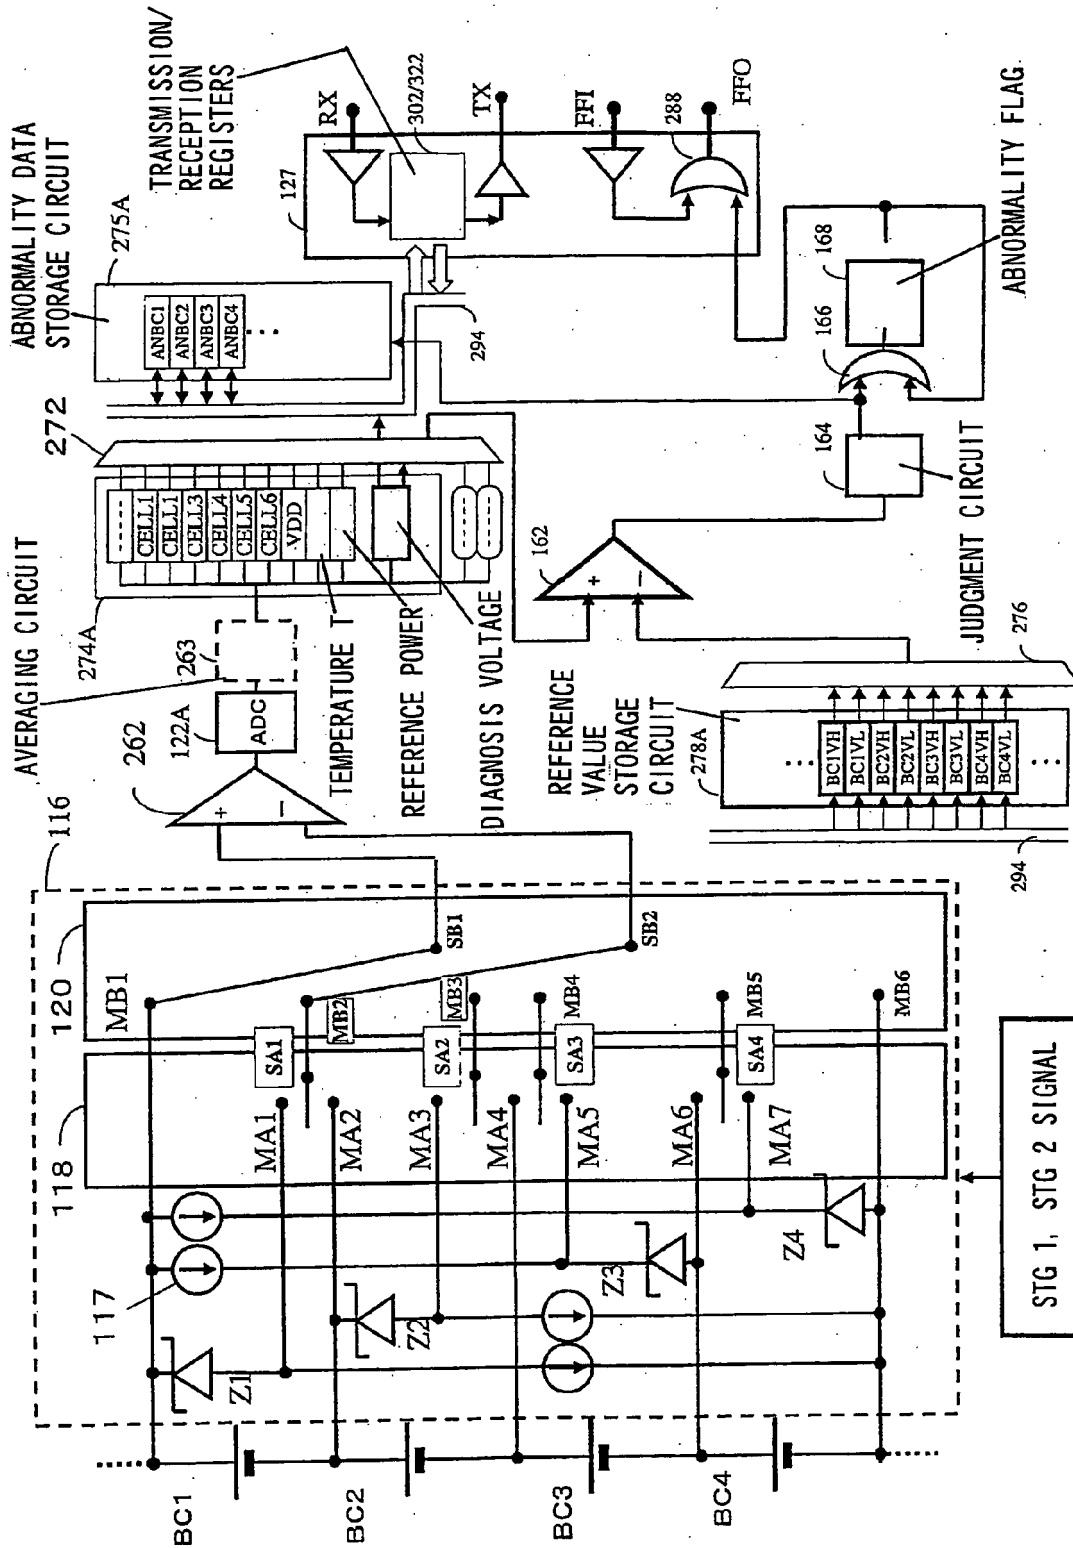 ABNORMALITY DATA
STORAGE CIRCUIT
275A
TRANSMISSION/
RECEPTION
REGISTERS
302/322
127
RX
TX
FFI
288
FFO
ANBC1
ANBC2
ANBC3
ANBC4
294
168
166
ABNORMALITY FLAG
164
JUDGMENT CIRCUIT
272
AVERAGING CIRCUIT
274A
263
122A
ADC
262
CELL1
CELL1
CELL3
CELL4
CELL5
CELL6
VDD
TEMPERATURE T
REFERENCE POWER
DIAGNOSIS VOLTAGE
162
+
−
+
−
REFERENCE
VALUE
STORAGE
CIRCUIT
278A
276
BC1VH
BC1VL
BC2VH
BC2VL
BC3VH
BC3VL
BC4VH
BC4VL
294
116
120
118
117
MB1
MB2
MB3
MB4
MB5
MB6
SB1
SB2
SA1
SA2
SA3
SA4
MA1
MA2
MA3
MA4
MA5
MA6
MA7
Z1
Z2
Z3
Z4
BC1
BC2
BC3
BC4
STG 1, STG 2 SIGNAL